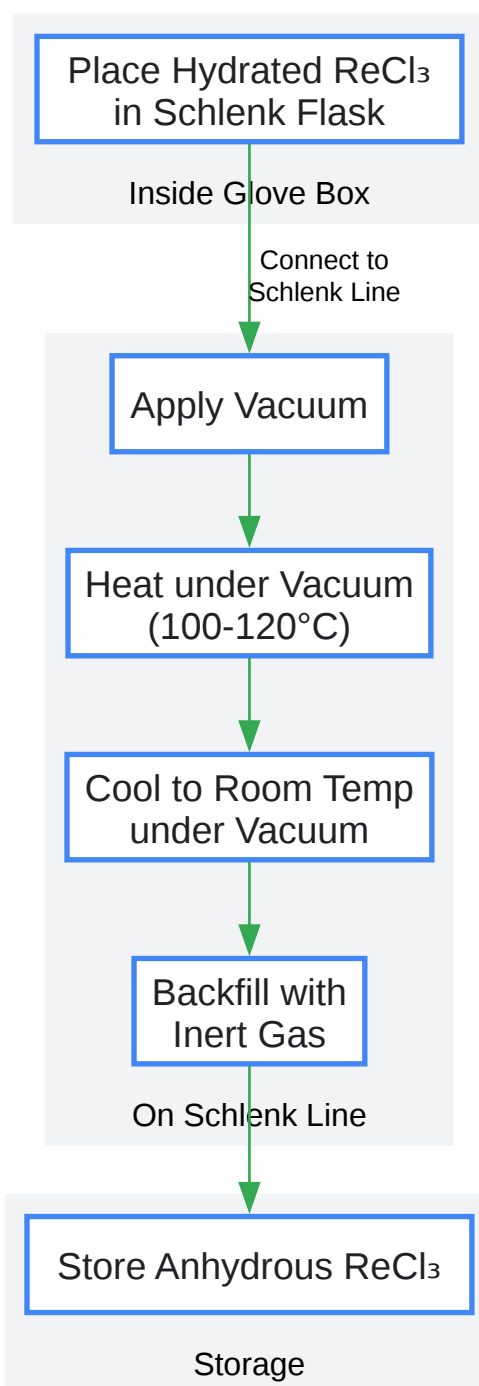 Place Hydrated ReCl₃
in Schlenk Flask
Inside Glove Box
Connect to
Schlenk Line
Apply Vacuum
Heat under Vacuum
(100-120°C)
Cool to Room Temp
under Vacuum
Backfill with
Inert Gas
On Schlenk Line
Store Anhydrous ReCl₃
Storage